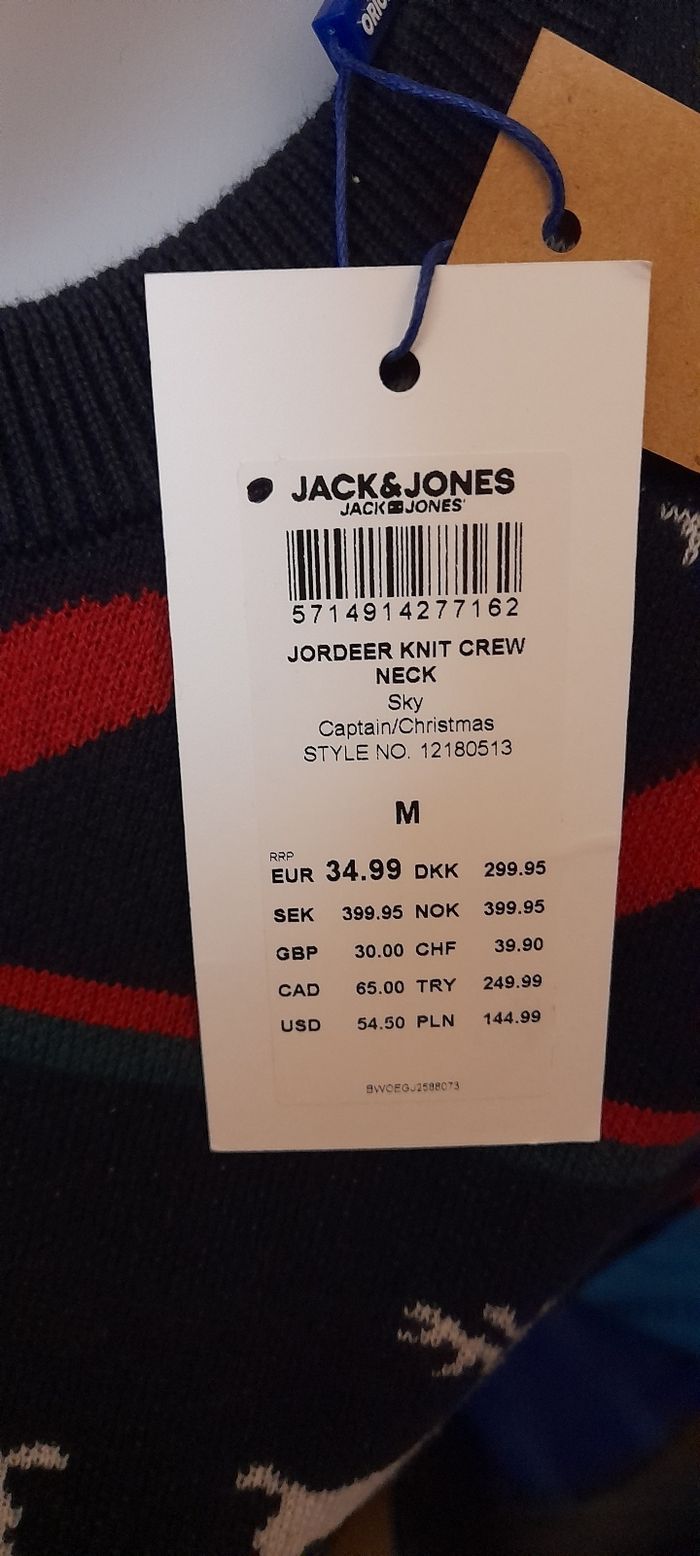 JACK&JONES
JACK JONES
5714914277162
JORDEER KNIT CREW
NECK
Sky
Captain/Christmas
STYLE NO. 12180513
M
RRP
EUR 34.99 DKK 299.95
SEK 399.95 NOK 399.95
GBP 30.00 CHF 39.90
CAD 65.00 TRY 249.99
USD 54.50 PLN 144.99